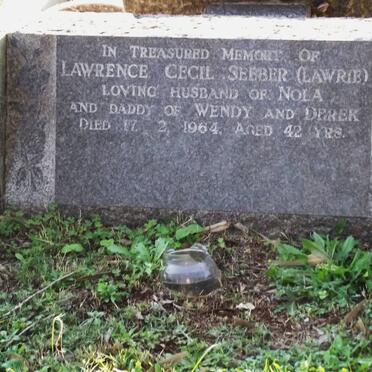 IN TREASURED MEMORY OF
LAWRENCE CECIL SEEBER (LAWRIE)
LOVING HUSBAND OF NOLA
AND DADDY OF WENDY AND DEREK
DIED 17. 2. 1964. AGED 42 YRS.